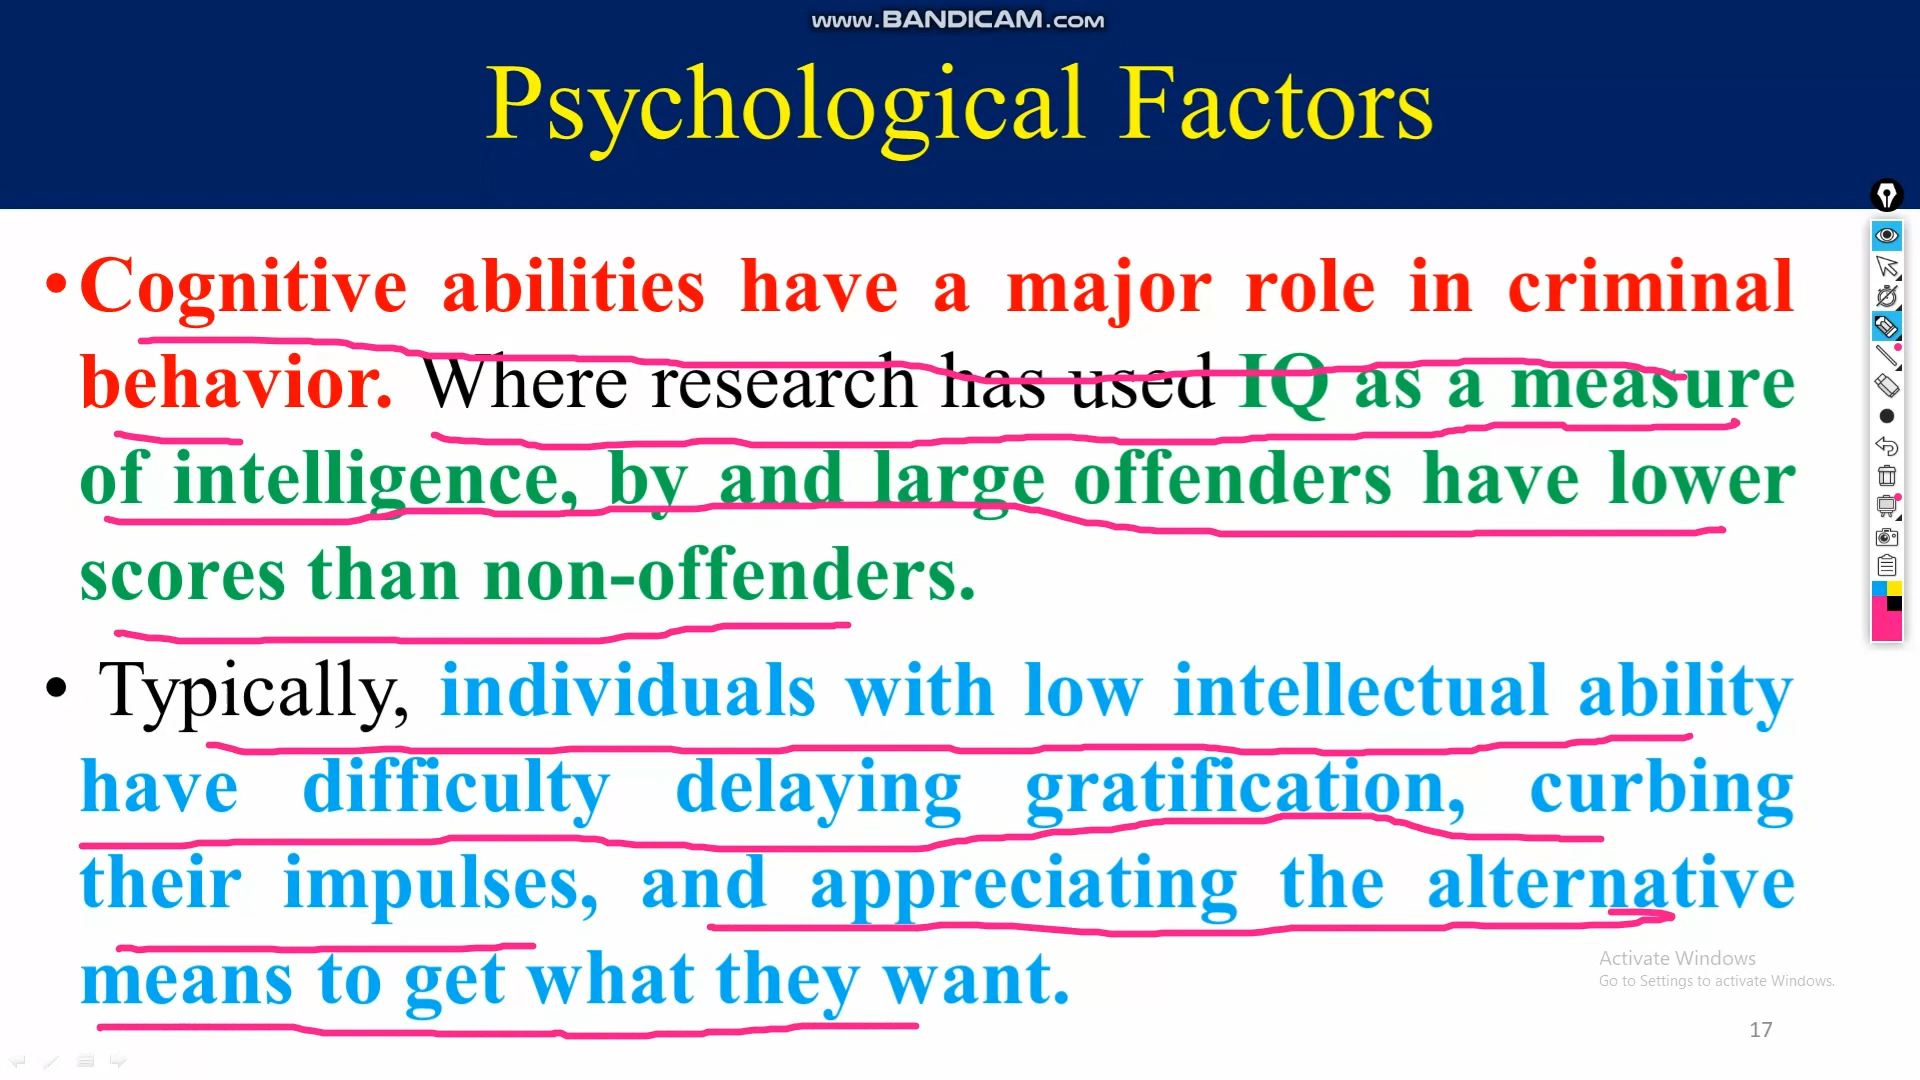 www.BANDICAM.com
Psychological Factors
•Cognitive abilities have a major role in criminal
behavior. Where research has used IQ as a measure
of intelligence, by and large offenders have lower
scores than non-offenders.
• Typically, individuals with low intellectual ability
have difficulty delaying gratification, curbing
their impulses, and appreciating the alternative
means to get what they want.
Activate Windows
Go to Settings to activate Windows.
17